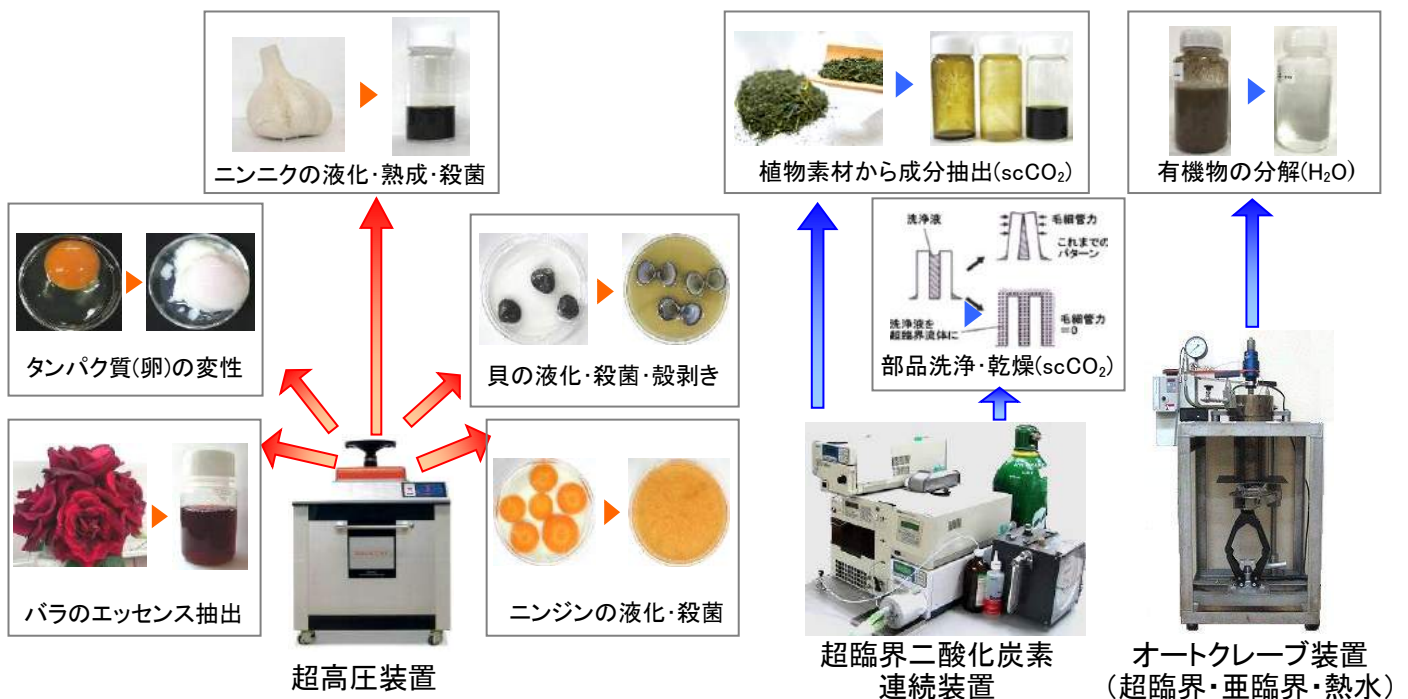 ニンニクの液化・熟成・殺菌
植物素材から成分抽出(scCO₂)
有機物の分解(H₂O)
タンパク質(卵)の変性
貝の液化・殺菌・殻剥き
洗浄液
毛細管力
これまでの
パターン
洗浄液を
超臨界流体に
毛細管力
=0
部品洗浄・乾燥(scCO₂)
バラのエッセンス抽出
ニンジンの液化・殺菌
超高圧装置
超臨界二酸化炭素
連続装置
オートクレーブ装置
(超臨界・亜臨界・熱水)